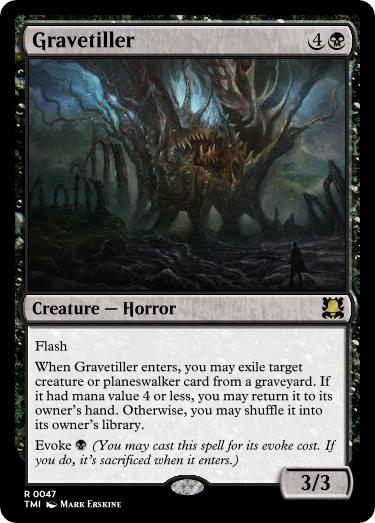 Gravetiller 4
Creature — Horror
Flash
When Gravetiller enters, you may exile target
creature or planeswalker card from a graveyard. If
it had mana value 4 or less, you may return it to its
owner's hand. Otherwise, you may shuffle it into
its owner's library.
Evoke (You may cast this spell for its evoke cost. If
you do, it's sacrificed when it enters.)
3/3
R 0047
TMI Mark Erskine